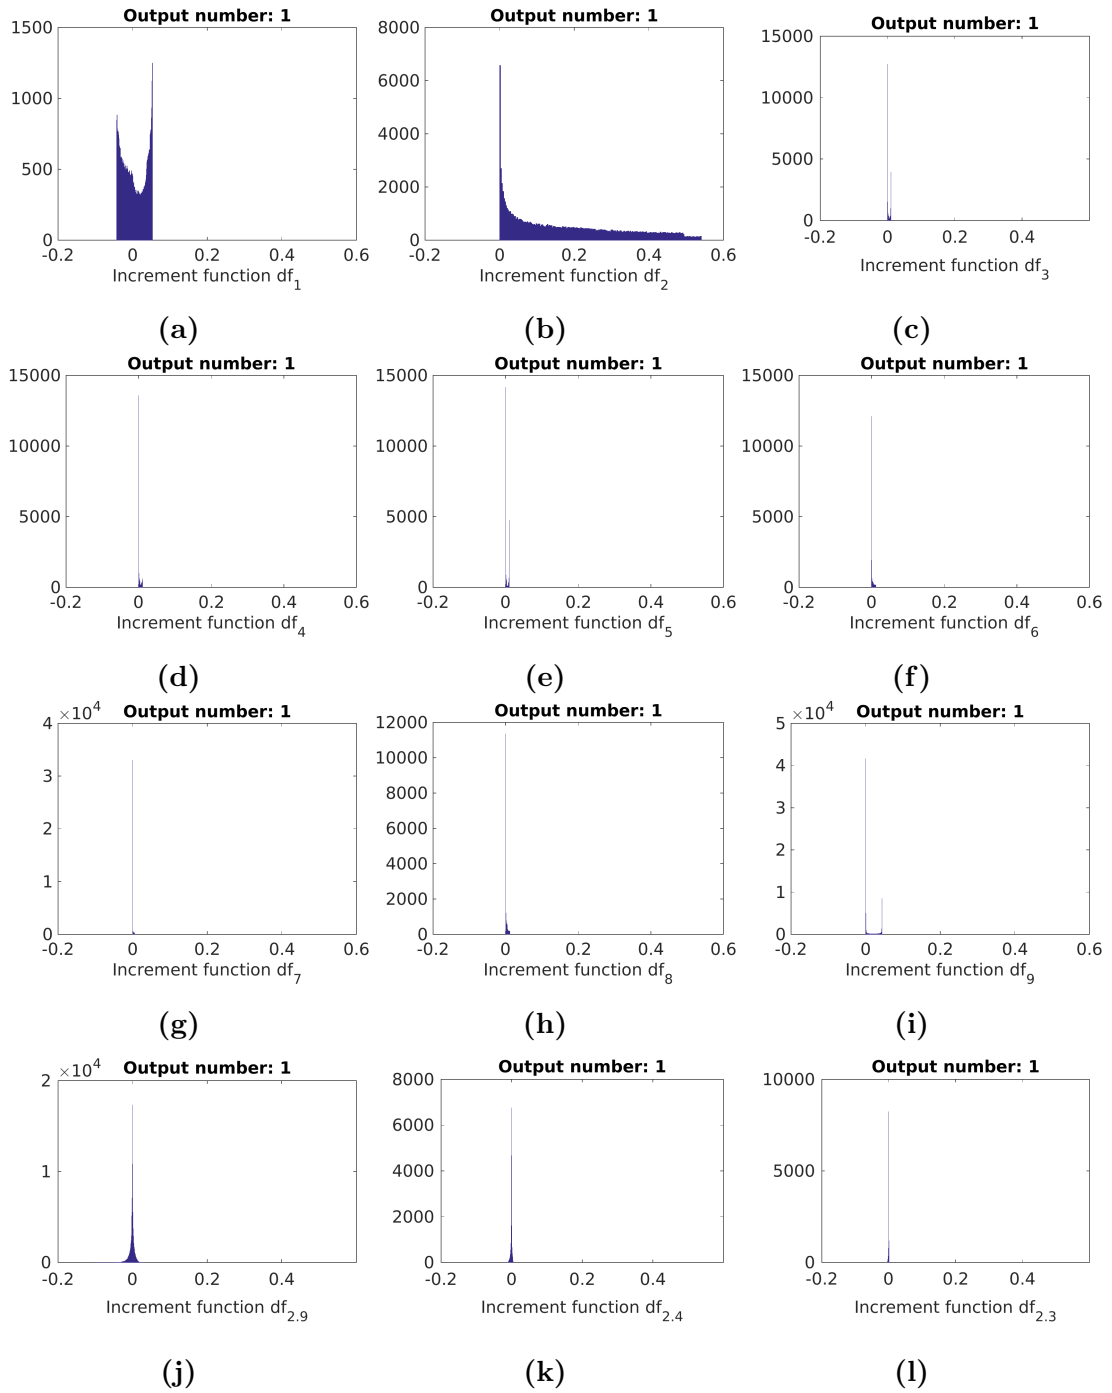 Output number: 1 Output number: 1 Output number: 1
1500 8000 15000
1000 6000 10000
500 4000 5000
0 2000 0
0
-0.2 0 0.2 0.4 0.6 -0.2 0 0.2 0.4 0.6 -0.2 0 0.2 0.4
Increment function df1 Increment function df2 Increment function df3
(a) (b) (c)
Output number: 1 Output number: 1 Output number: 1
15000 15000 15000
10000 10000 10000
5000 5000 5000
0 0 0
-0.2 0 0.2 0.4 0.6 -0.2 0 0.2 0.4 0.6 -0.2 0 0.2 0.4 0.6
Increment function df4 Increment function df5 Increment function df6
(d) (e) (f)
×10^4 Output number: 1 Output number: 1 ×10^4 Output number: 1
4 12000 5
3 10000 4
2 8000 3
1 6000 2
0 4000 1
2000 0
0
-0.2 0 0.2 0.4 0.6 -0.2 0 0.2 0.4 0.6 -0.2 0 0.2 0.4 0.6
Increment function df7 Increment function df8 Increment function df9
(g) (h) (i)
×10^4 Output number: 1 Output number: 1 Output number: 1
2 8000 10000
1 6000 5000
0 4000 0
2000
0
-0.2 0 0.2 0.4 -0.2 0 0.2 0.4 -0.2 0 0.2 0.4
Increment function df2.9 Increment function df2.4 Increment function df2.3
(j) (k) (l)